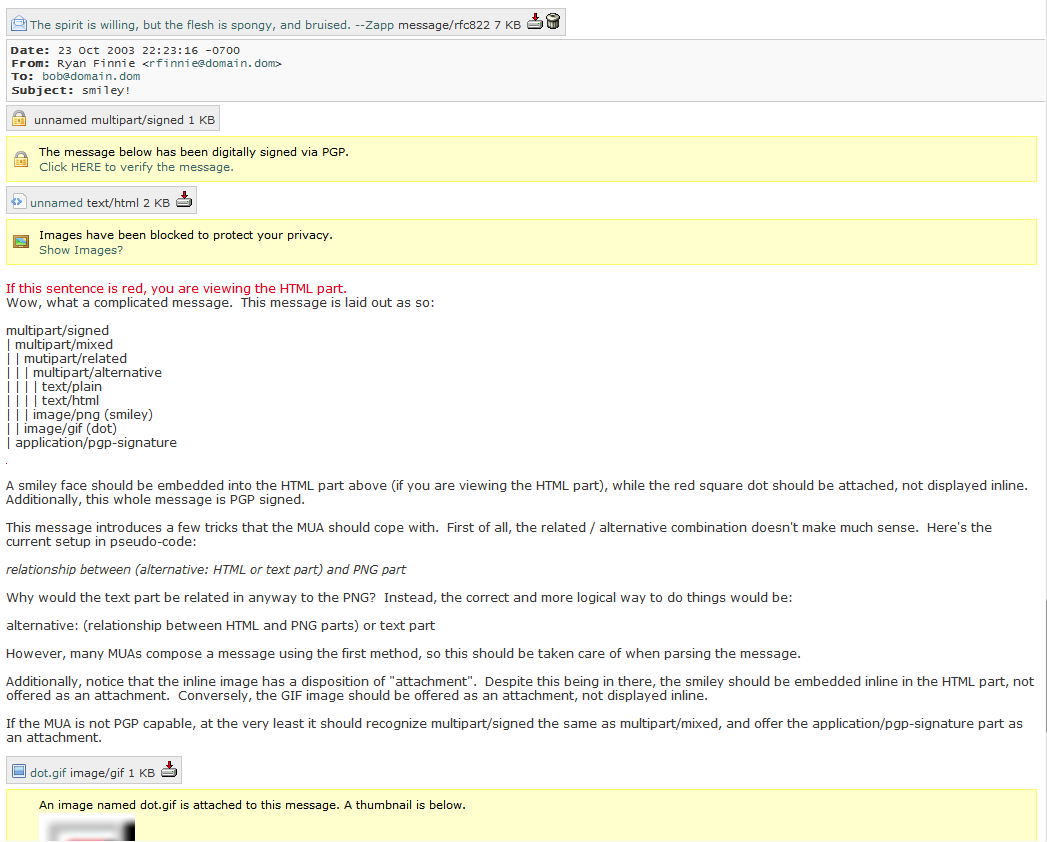 The spirit is willing, but the flesh is spongy, and bruised. --Zapp message/rfc822 7 KB
Date: 23 Oct 2003 22:23:16 -0700
From: Ryan Finnie <rfinnie@domain.dom>
To: bob@domain.dom
Subject: smiley!
unnamed multipart/signed 1 KB
The message below has been digitally signed via PGP.
Click HERE to verify the message.
unnamed text/html 2 KB
Images have been blocked to protect your privacy.
Show Images?
If this sentence is red, you are viewing the HTML part.
Wow, what a complicated message.  This message is laid out as so:
multipart/signed
| multipart/mixed
| | mutipart/related
| | | multipart/alternative
| | | | text/plain
| | | | text/html
| | | image/png (smiley)
| | image/gif (dot)
| application/pgp-signature
.
A smiley face should be embedded into the HTML part above (if you are viewing the HTML part), while the red square dot should be attached, not displayed inline.
Additionally, this whole message is PGP signed.
This message introduces a few tricks that the MUA should cope with.  First of all, the related / alternative combination doesn't make much sense.  Here's the
current setup in pseudo-code:
relationship between (alternative: HTML or text part) and PNG part
Why would the text part be related in anyway to the PNG?  Instead, the correct and more logical way to do things would be:
alternative: (relationship between HTML and PNG parts) or text part
However, many MUAs compose a message using the first method, so this should be taken care of when parsing the message.
Additionally, notice that the inline image has a disposition of "attachment".  Despite this being in there, the smiley should be embedded inline in the HTML part, not
offered as an attachment.  Conversely, the GIF image should be offered as an attachment, not displayed inline.
If the MUA is not PGP capable, at the very least it should recognize multipart/signed the same as multipart/mixed, and offer the application/pgp-signature part as
an attachment.
dot.gif image/gif 1 KB
An image named dot.gif is attached to this message. A thumbnail is below.